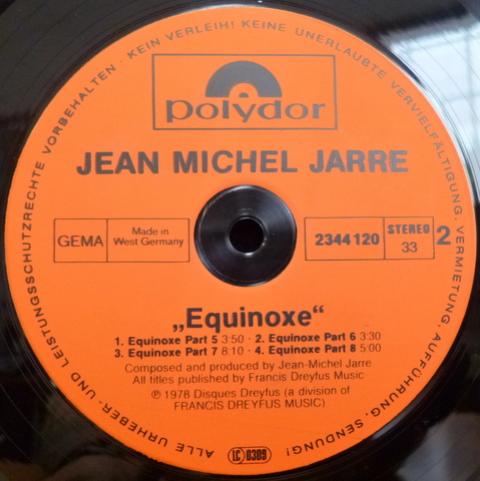 ALLE URHEBER- UND LEISTUNGSSCHUTZRECHTE VORBEHALTEN · KEIN VERLEIH! KEINE UNERLAUBTE VERVIELFÄLTIGUNG, VERMIETUNG, AUFFÜHRUNG, SENDUNG!
polydor
JEAN MICHEL JARRE
GEMA
Made in
West Germany
2344120
STEREO
33
2
„Equinoxe“
1. Equinoxe Part 5 3:50 · 2. Equinoxe Part 6 3:30
3. Equinoxe Part 7 8:10 · 4. Equinoxe Part 8 5:00
Composed and produced by Jean-Michel Jarre
All titles published by Francis Dreyfus Music
℗ 1978 Disques Dreyfus (a division of
FRANCIS DREYFUS MUSIC)
LC 0309